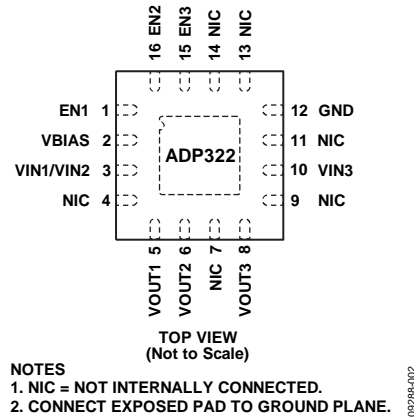 16 EN2
15 EN3
14 NIC
13 NIC
EN1 1
VBIAS 2
VIN1/VIN2 3
NIC 4
ADP322
12 GND
11 NIC
10 VIN3
9 NIC
VOUT1 5
VOUT2 6
NIC 7
VOUT3 8
TOP VIEW
(Not to Scale)
NOTES
1. NIC = NOT INTERNALLY CONNECTED.
2. CONNECT EXPOSED PAD TO GROUND PLANE.
09288-002